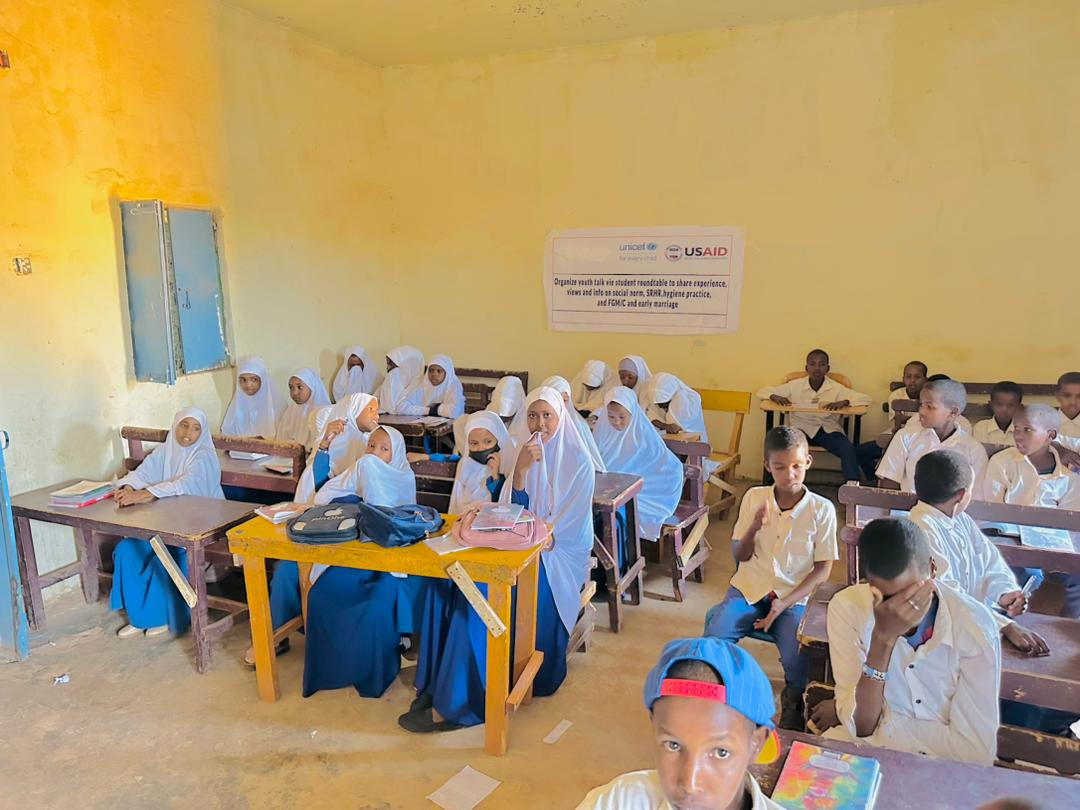 unicef
for every child
USAID
Organize youth talk vie student roundtable to share experience,
views and info on social norm, SRHR,hygiene practice,
and FGM/C and early marriage